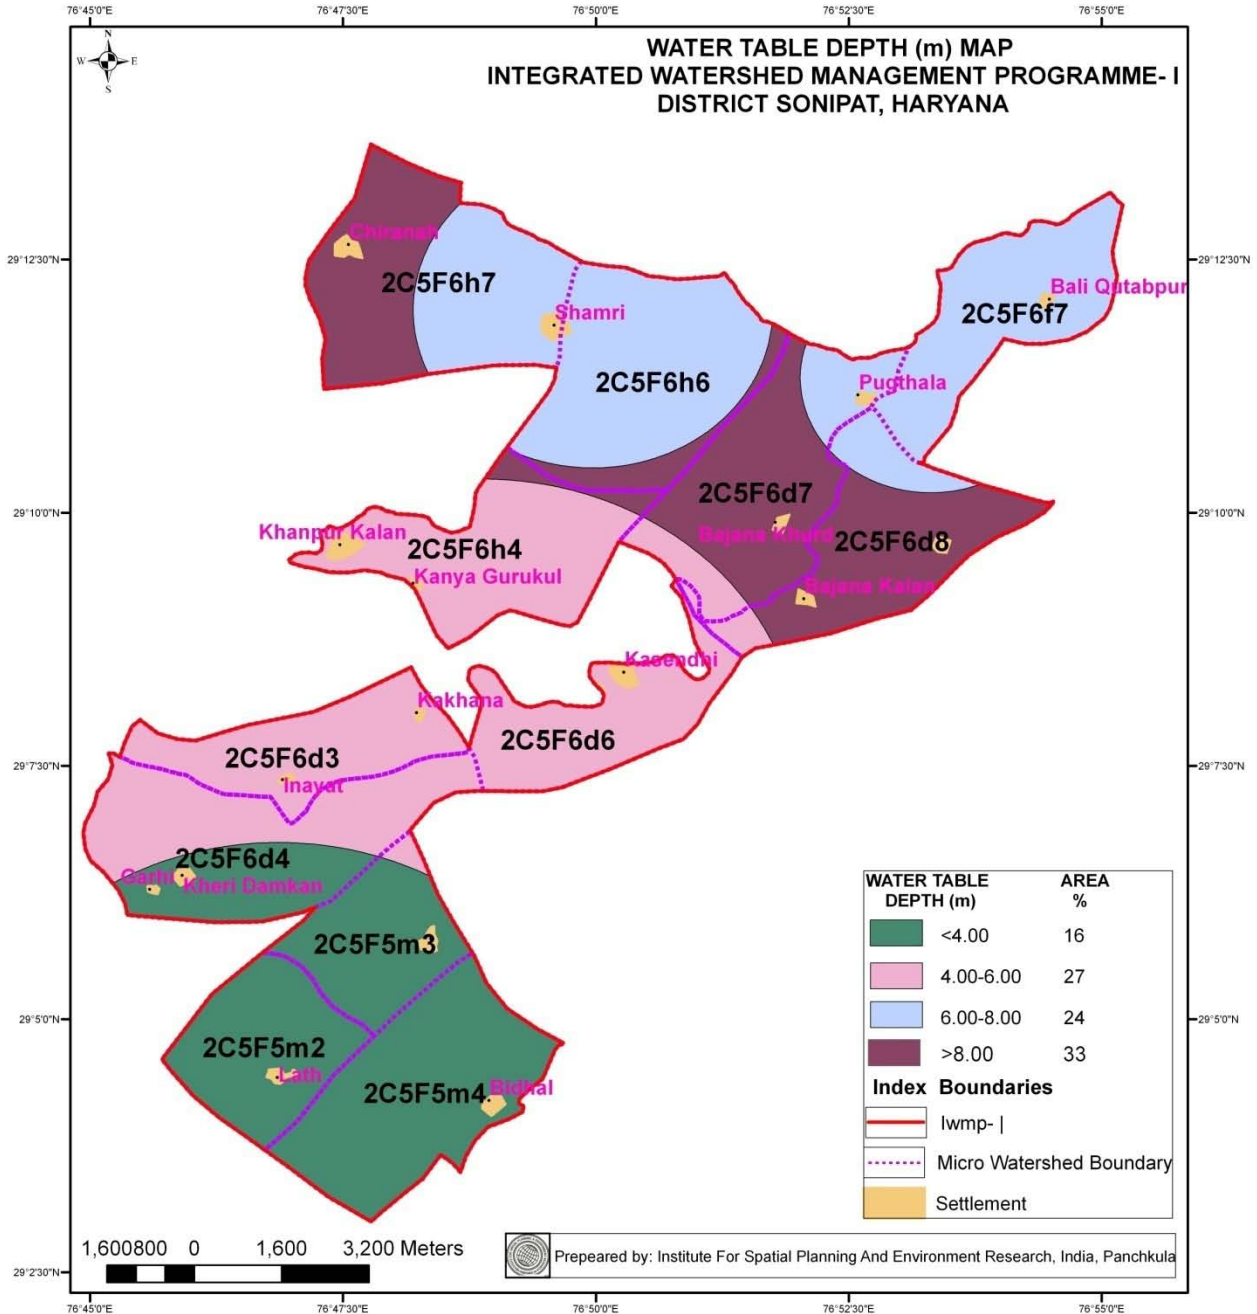 76°45'0"E 76°47'30"E 76°50'0"E 76°52'30"E 76°55'0"E
N
W E
S
WATER TABLE DEPTH (m) MAP
INTEGRATED WATERSHED MANAGEMENT PROGRAMME- I
DISTRICT SONIPAT, HARYANA
Chiranah
29°12'30"N 29°12'30"N
2C5F6h7
Bali Qutabpur
Shamri
2C5F6f7
2C5F6h6
Pugthala
2C5F6d7
29°10'0"N 29°10'0"N
Khanpur Kalan
Bajana Khurd
2C5F6d8
2C5F6h4
Kanya Gurukul
Bajana Kalan
Kasendhi
Kakhana
2C5F6d6
2C5F6d3
29°7'30"N 29°7'30"N
Inayat
2C5F6d4
Garhi
Kheri Damkan
2C5F5m3
29°5'0"N 29°5'0"N
2C5F5m2
Lath
2C5F5m4
Bidhal
WATER TABLE AREA
DEPTH (m) %
<4.00 16
4.00-6.00 27
6.00-8.00 24
>8.00 33
Index Boundaries
Iwmp- |
Micro Watershed Boundary
Settlement
1,600800 0 1,600 3,200 Meters
Prepeared by: Institute For Spatial Planning And Environment Research, India, Panchkula
29°2'30"N 29°2'30"N
76°45'0"E 76°47'30"E 76°50'0"E 76°52'30"E 76°55'0"E